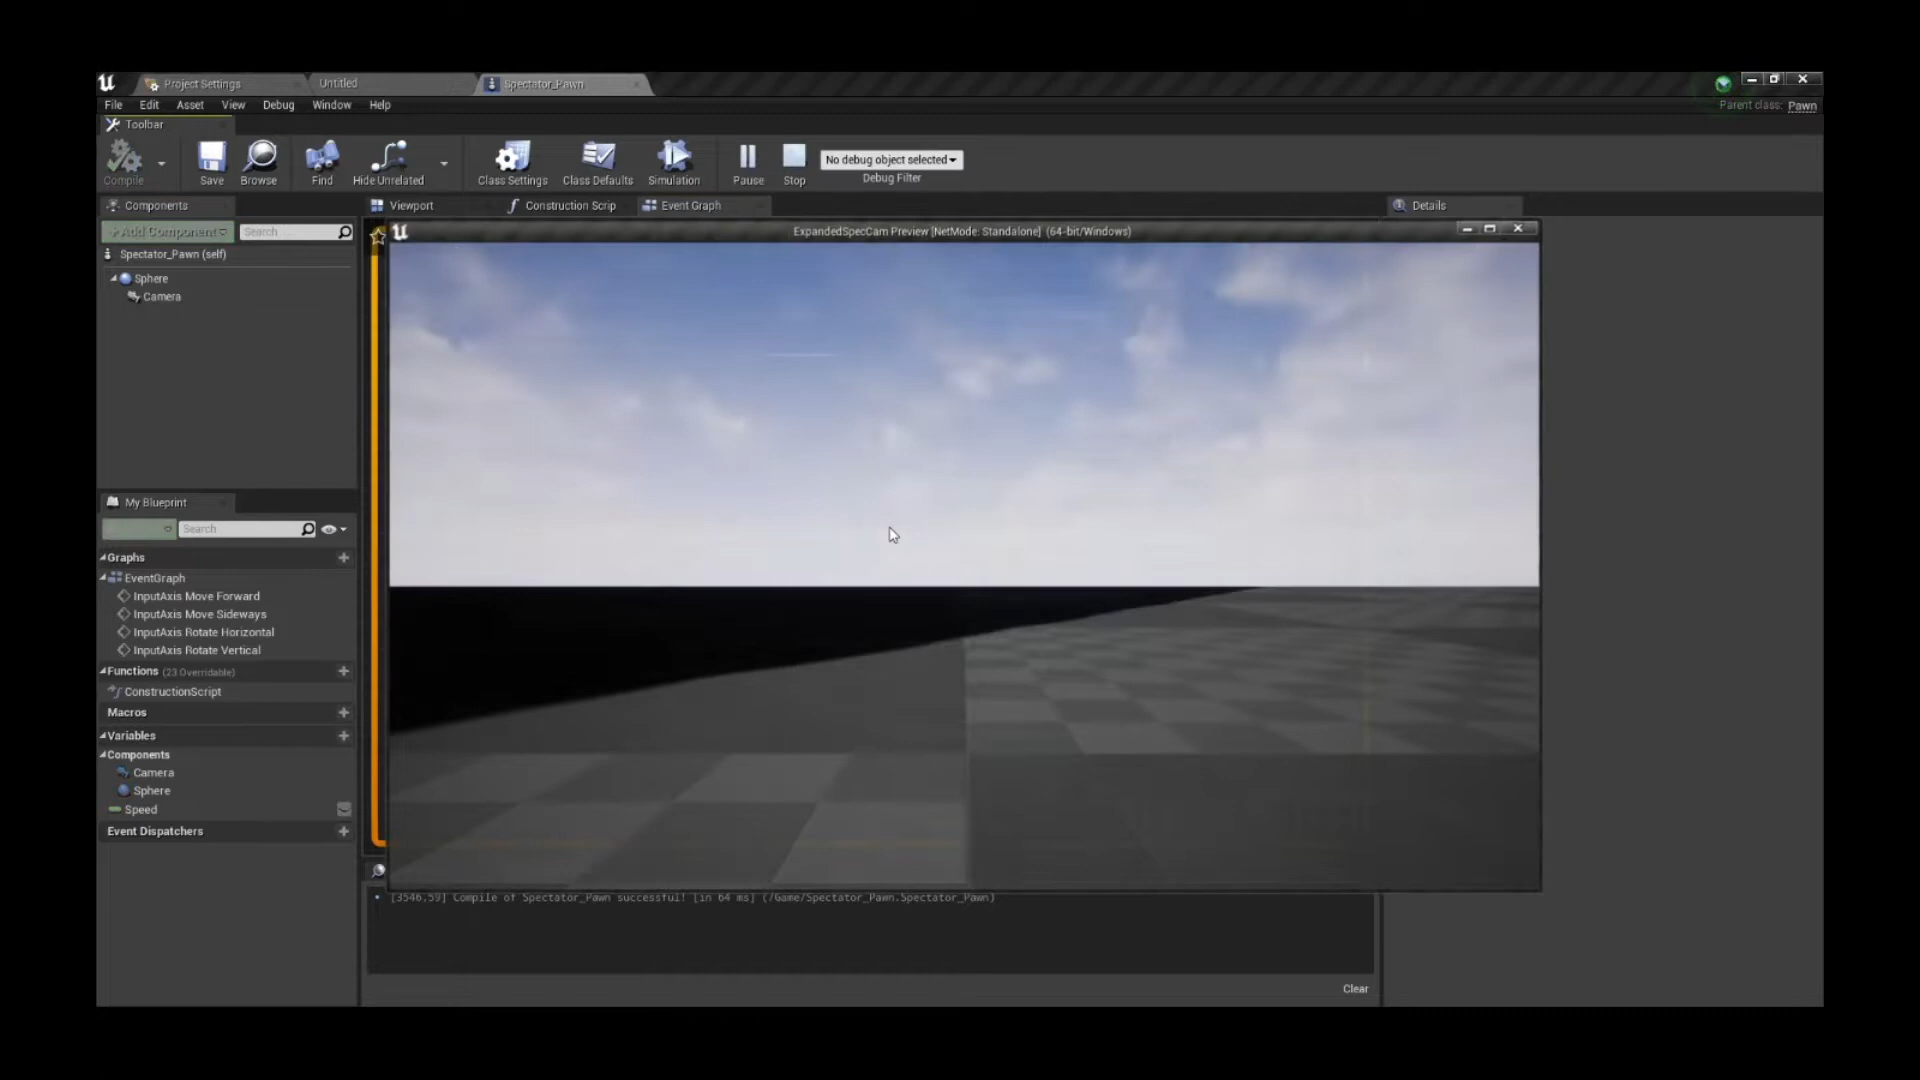 Project Settings
Untitled
Spectator_Pawn
File Edit Asset View Debug Window Help
Parent class: Pawn
Toolbar
Compile
Save
Browse
Find
Hide Unrelated
Class Settings
Class Defaults
Simulation
Pause
Stop
No debug object selected
Debug Filter
Components
Viewport
Construction Scrip
Event Graph
Details
+Add Component
Search
ExpandedSpecCam Preview [NetMode: Standalone] (64-bit/Windows)
Spectator_Pawn (self)
Sphere
Camera
My Blueprint
Search
Graphs
EventGraph
InputAxis Move Forward
InputAxis Move Sideways
InputAxis Rotate Horizontal
InputAxis Rotate Vertical
Functions (23 Overridable)
ConstructionScript
Macros
Variables
Components
Camera
Sphere
Speed
Event Dispatchers
[3546.59] Compile of Spectator_Pawn successful! [in 64 ms] (/Game/Spectator_Pawn.Spectator_Pawn)
Clear